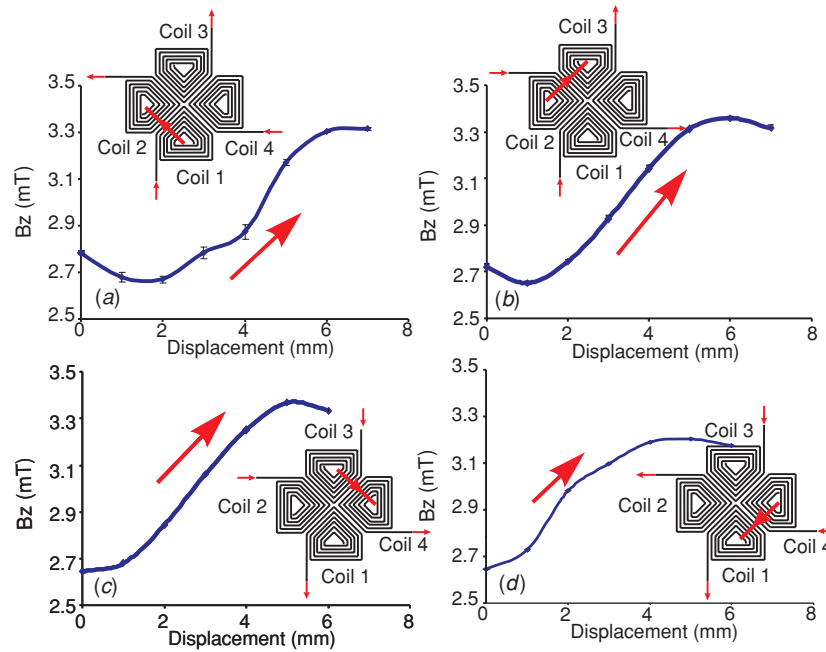 Coil 3
3.5
3.3
3.1
2.9
2.7
2.5
Bz (mT)
Coil 2
Coil 4
Coil 1
(a)
0
2
4
6
8
Displacement (mm)
Coil 3
3.5
3.3
3.1
2.9
2.7
2.5
Bz (mT)
Coil 2
Coil 4
Coil 1
(b)
0
2
4
6
8
Displacement (mm)
3.5
3.3
3.1
2.9
2.7
2.5
Bz (mT)
Coil 3
Coil 2
Coil 4
Coil 1
(c)
0
2
4
6
8
Displacement (mm)
3.5
3.3
3.1
2.9
2.7
2.5
Bz (mT)
Coil 3
Coil 2
Coil 4
Coil 1
(d)
0
2
4
6
8
Displacement (mm)